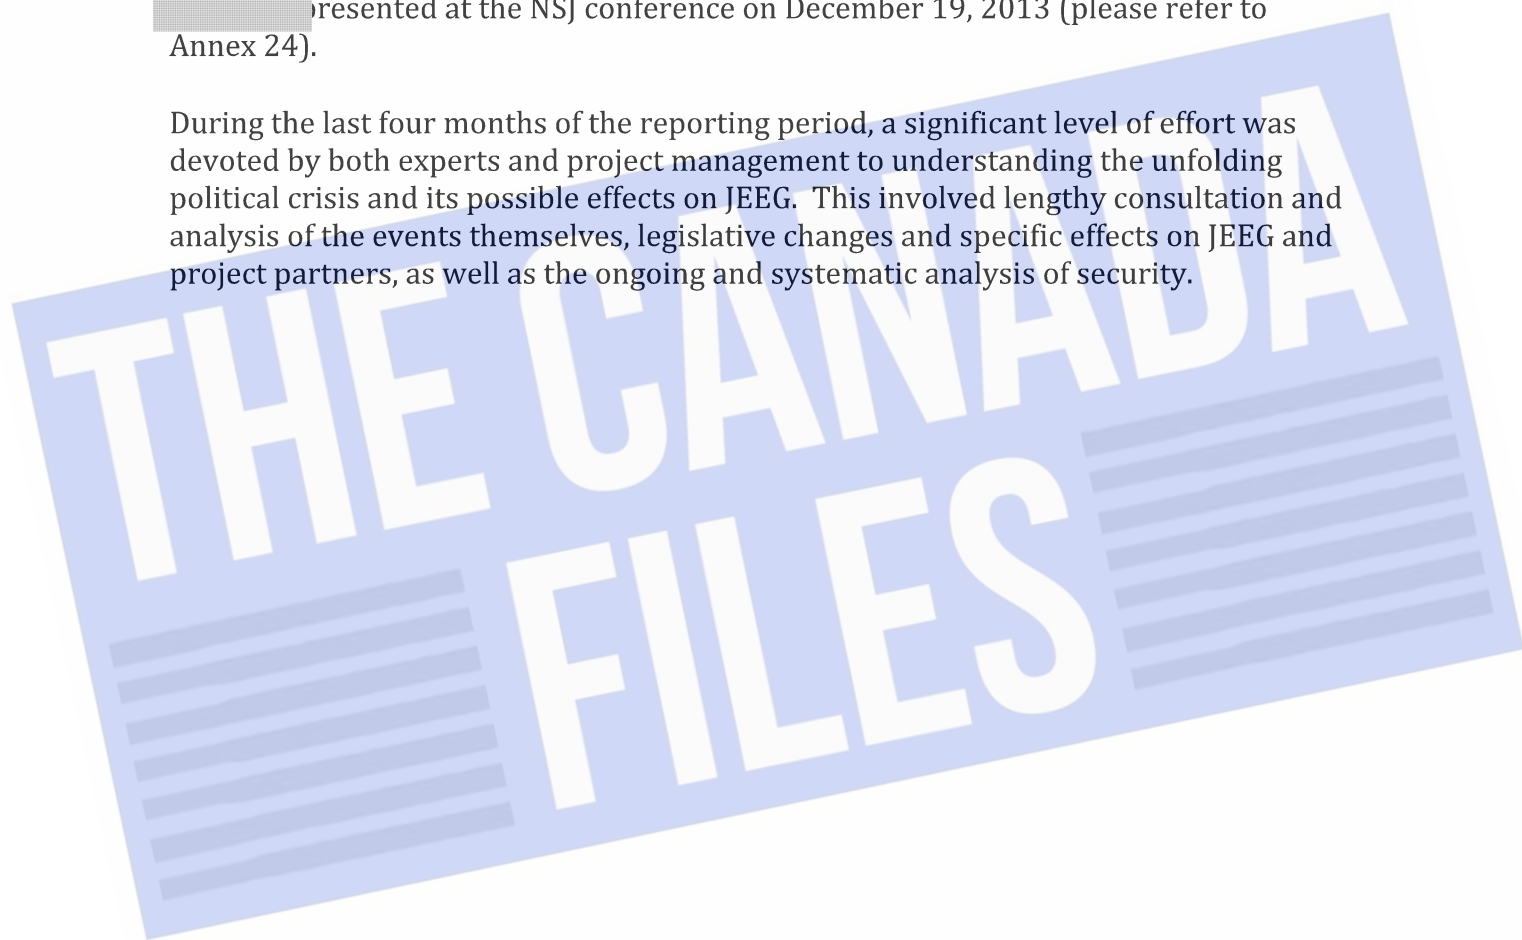 presented at the NSJ conference on December 19, 2013 (please refer to
Annex 24).
During the last four months of the reporting period, a significant level of effort was
devoted by both experts and project management to understanding the unfolding
political crisis and its possible effects on JEEG.  This involved lengthy consultation and
analysis of the events themselves, legislative changes and specific effects on JEEG and
project partners, as well as the ongoing and systematic analysis of security.
THE CANADA
FILES